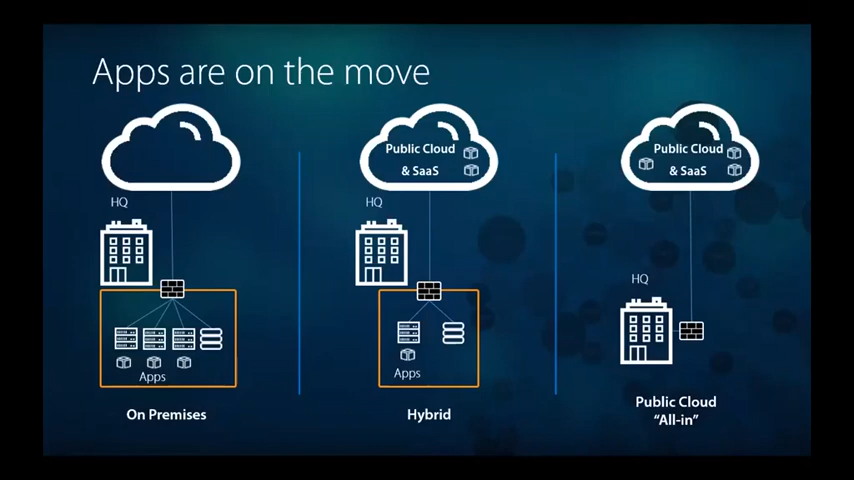 Apps are on the move
HQ
Apps
On Premises
Public Cloud
& SaaS
HQ
Apps
Hybrid
Public Cloud
& SaaS
HQ
Public Cloud
“All-in”